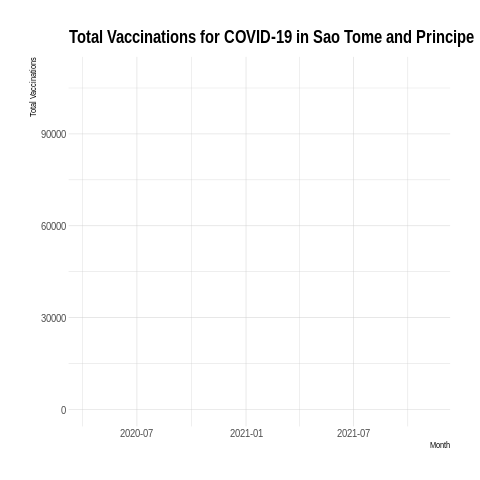 Total Vaccinations for COVID-19 in Sao Tome and Principe
Total Vaccinations
90000
60000
30000
0
2020-07 2021-01 2021-07
Month